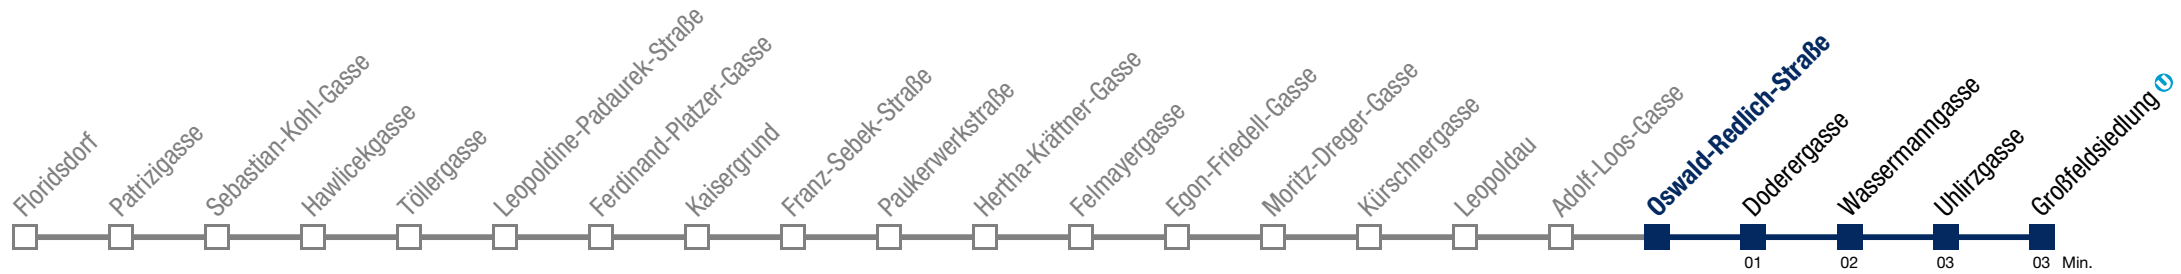 Floridsdorf
Patrizigasse
Sebastian-Kohl-Gasse
Hawlicekgasse
Töllergasse
Leopoldine-Padaurek-Straße
Ferdinand-Platzer-Gasse
Kaisergrund
Franz-Sebek-Straße
Paukerwerkstraße
Hertha-Kräftner-Gasse
Felmayergasse
Egon-Friedell-Gasse
Moritz-Dreger-Gasse
Kürschnergasse
Leopoldau
Adolf-Loos-Gasse
Oswald-Redlich-Straße
Doderergasse
Wassermanngasse
Uhlirzgasse
Großfeldsiedlung U
01 02 03 03 Min.